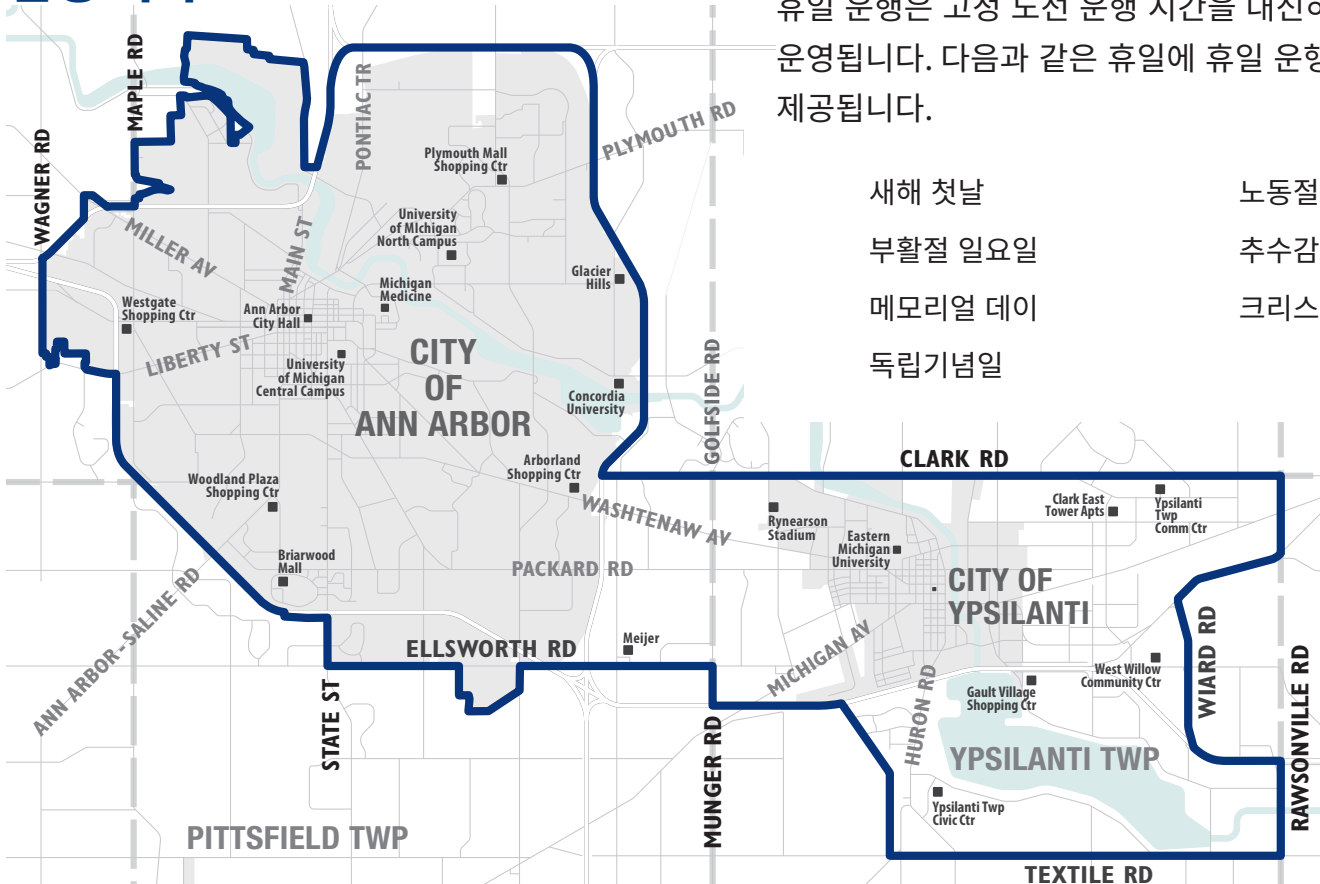 휴일 운행은 고정 노선 운행 시간을 대신하
운영됩니다. 다음과 같은 휴일에 휴일 운행
제공됩니다.
새해 첫날
노동절
부활절 일요일
추수감
메모리얼 데이
크리스
독립기념일
MAPLE RD
WAGNER RD
PONTIAC TR
PLYMOUTH RD
Plymouth Mall
Shopping Ctr
University
of MIchigan
North Campus
MILLER AV
MAIN ST
Glacier
Hills
Michigan
Medicine
Westgate
Shopping Ctr
Ann Arbor
City Hall
LIBERTY ST
University
of Michigan
Central Campus
CITY
OF
ANN ARBOR
Concordia
University
GOLFSIDE RD
Arborland
Shopping Ctr
CLARK RD
Woodland Plaza
Shopping Ctr
WASHTENAW AV
Rynearson
Stadium
Clark East
Tower Apts
Ypsilanti
Twp
Comm Ctr
Eastern
Michigan
University
Briarwood
Mall
PACKARD RD
CITY OF
YPSILANTI
ANN ARBOR-SALINE RD
ELLSWORTH RD
Meijer
MICHIGAN AV
WIARD RD
West Willow
Community Ctr
Gault Village
Shopping Ctr
STATE ST
HURON RD
RAWSONVILLE RD
MUNGER RD
YPSILANTI TWP
Ypsilanti Twp
Civic Ctr
PITTSFIELD TWP
TEXTILE RD